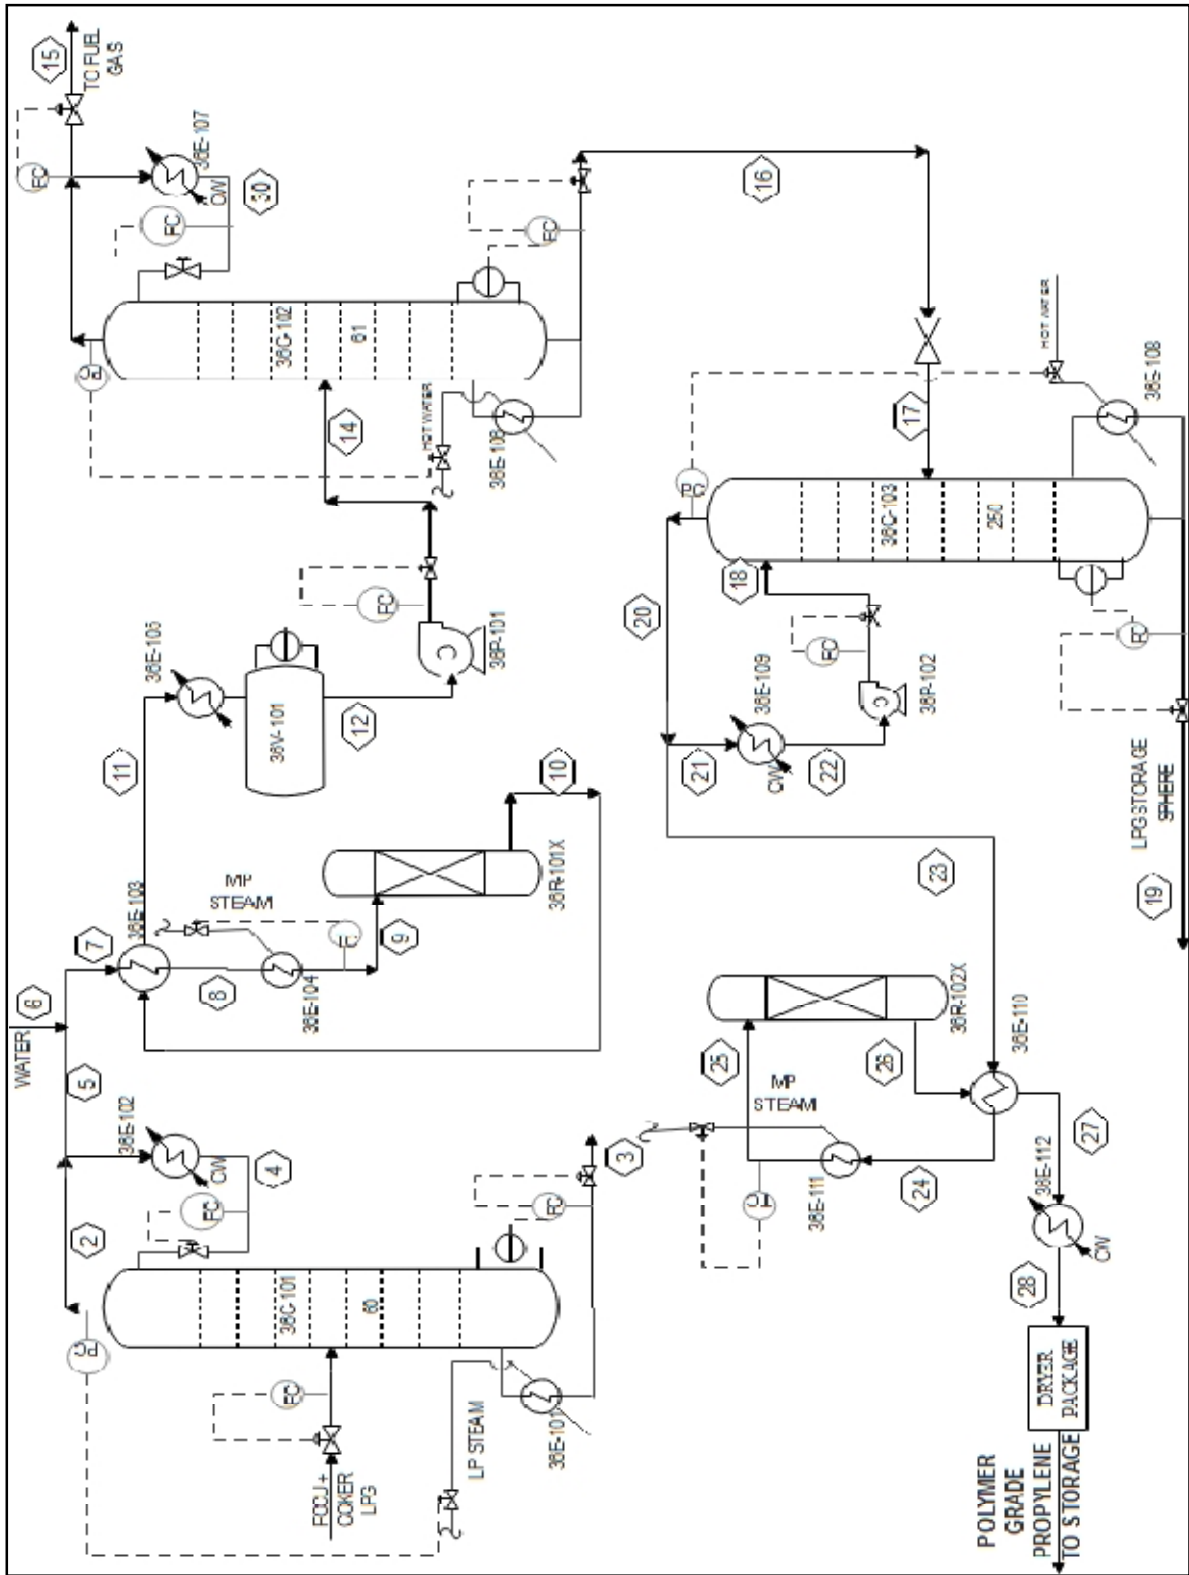 15
TO FUEL
GAS
FC
36E-107
CW
30
FC
36C-102
61
FC
16
14
HOT WATER
36E-106
HOT WATER
36E-108
17
36C-103
250
18
20
FC
36E-109
36P-102
21
CW
22
FC
LPG STORAGE
SPHERE
19
23
11
36E-105
36V-101
12
FC
36P-101
10
36R-101X
WATER
6
7
36E-103
MP
STEAM
8
36E-104
9
5
36E-102
CW
4
2
FC
36C-101
60
FC
3
FC
FCCU +
COKER
LPG
LP STEAM
36E-101
36R-102X
25
26
36E-110
MP
STEAM
36E-111
24
27
36E-112
CW
28
DRYER
PACKAGE
POLYMER
GRADE
PROPYLENE
TO STORAGE